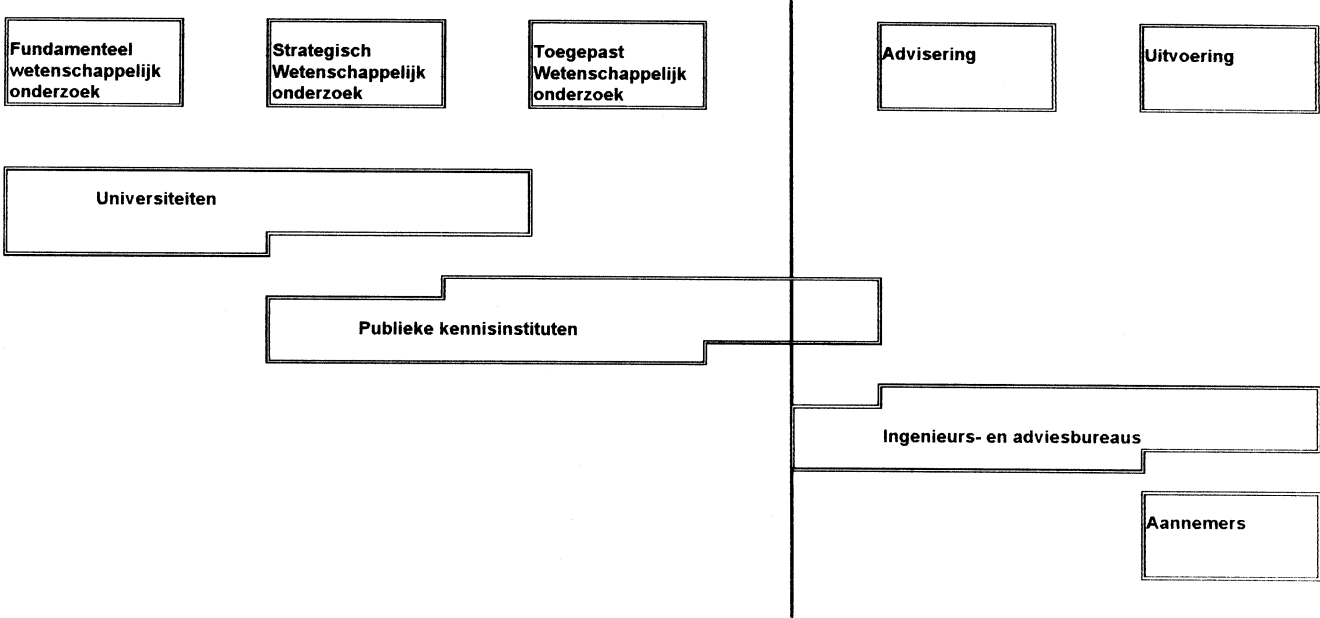 Fundamenteel
wetenschappelijk
onderzoek
Strategisch
Wetenschappelijk
onderzoek
Toegepast
Wetenschappelijk
onderzoek
Advisering
Uitvoering
Universiteiten
Publieke kennisinstituten
Ingenieurs- en adviesbureaus
Aannemers